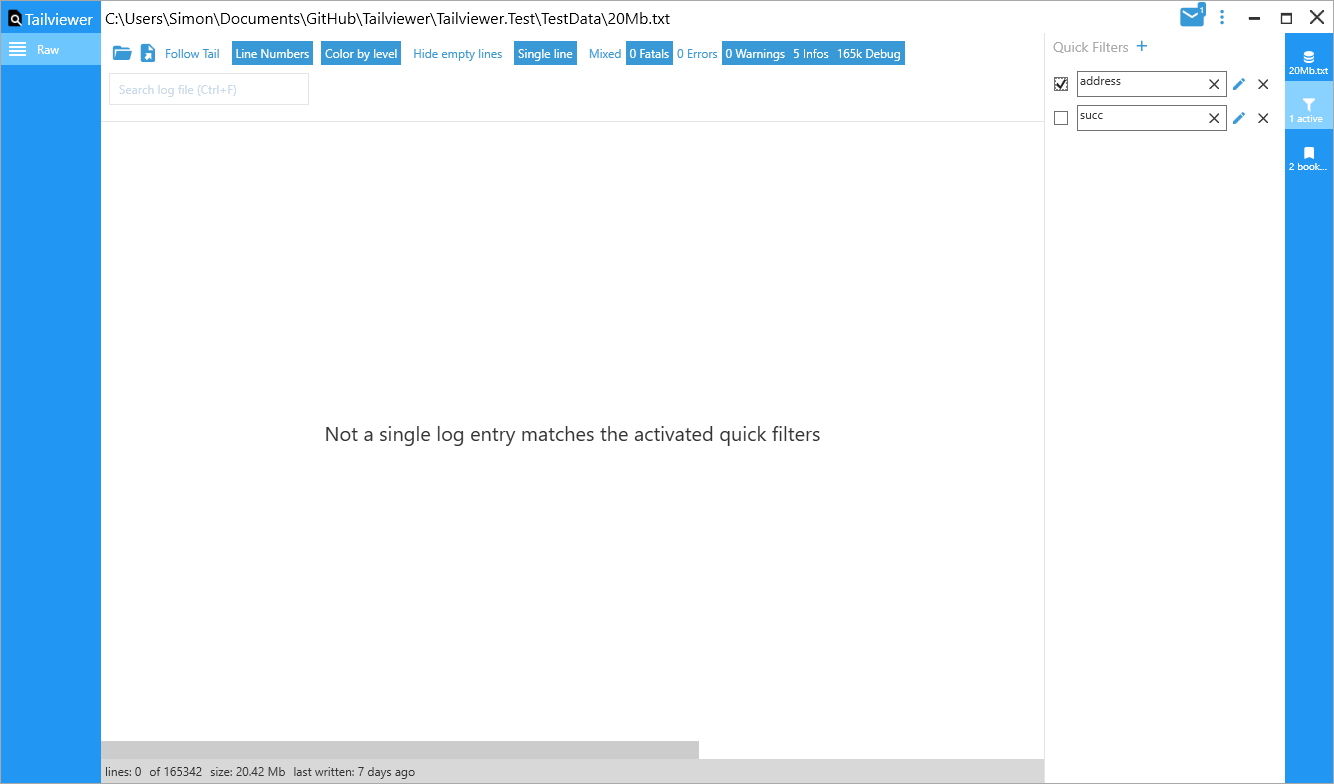 Tailviewer C:\Users\Simon\Documents\GitHub\Tailviewer\Tailviewer.Test\TestData\20Mb.txt 1
Raw
Follow Tail Line Numbers Color by level Hide empty lines Single line Mixed 0 Fatals 0 Errors 0 Warnings 5 Infos 165k Debug
Search log file (Ctrl+F)
Quick Filters +
address
succ
20Mb.txt
1 active
2 book...
Not a single log entry matches the activated quick filters
lines: 0 of 165342 size: 20.42 Mb last written: 7 days ago